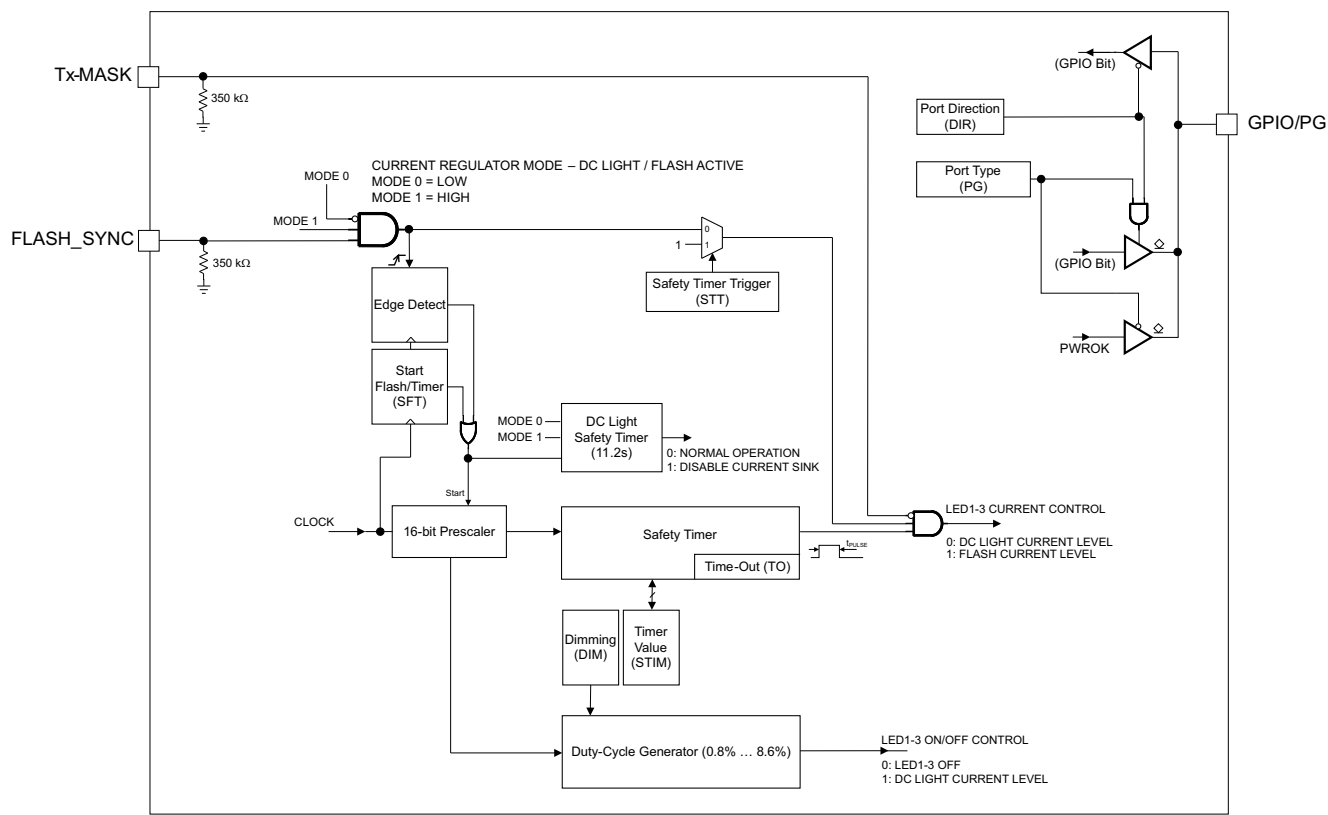 Tx-MASK
350 kΩ
(GPIO Bit)
Port Direction
(DIR)
GPIO/PG
Port Type
(PG)
(GPIO Bit)
PWROK
CURRENT REGULATOR MODE – DC LIGHT / FLASH ACTIVE
MODE 0 = LOW
MODE 1 = HIGH
MODE 0
MODE 1
FLASH_SYNC
350 kΩ
0
1
1
Safety Timer Trigger
(STT)
Edge Detect
Start
Flash/Timer
(SFT)
MODE 0
MODE 1
DC Light
Safety Timer
(11.2s)
0: NORMAL OPERATION
1: DISABLE CURRENT SINK
Start
CLOCK
16-bit Prescaler
Safety Timer
Time-Out (TO)
tPULSE
LED1-3 CURRENT CONTROL
0: DC LIGHT CURRENT LEVEL
1: FLASH CURRENT LEVEL
Dimming
(DIM)
Timer
Value
(STIM)
Duty-Cycle Generator (0.8% ... 8.6%)
LED1-3 ON/OFF CONTROL
0: LED1-3 OFF
1: DC LIGHT CURRENT LEVEL